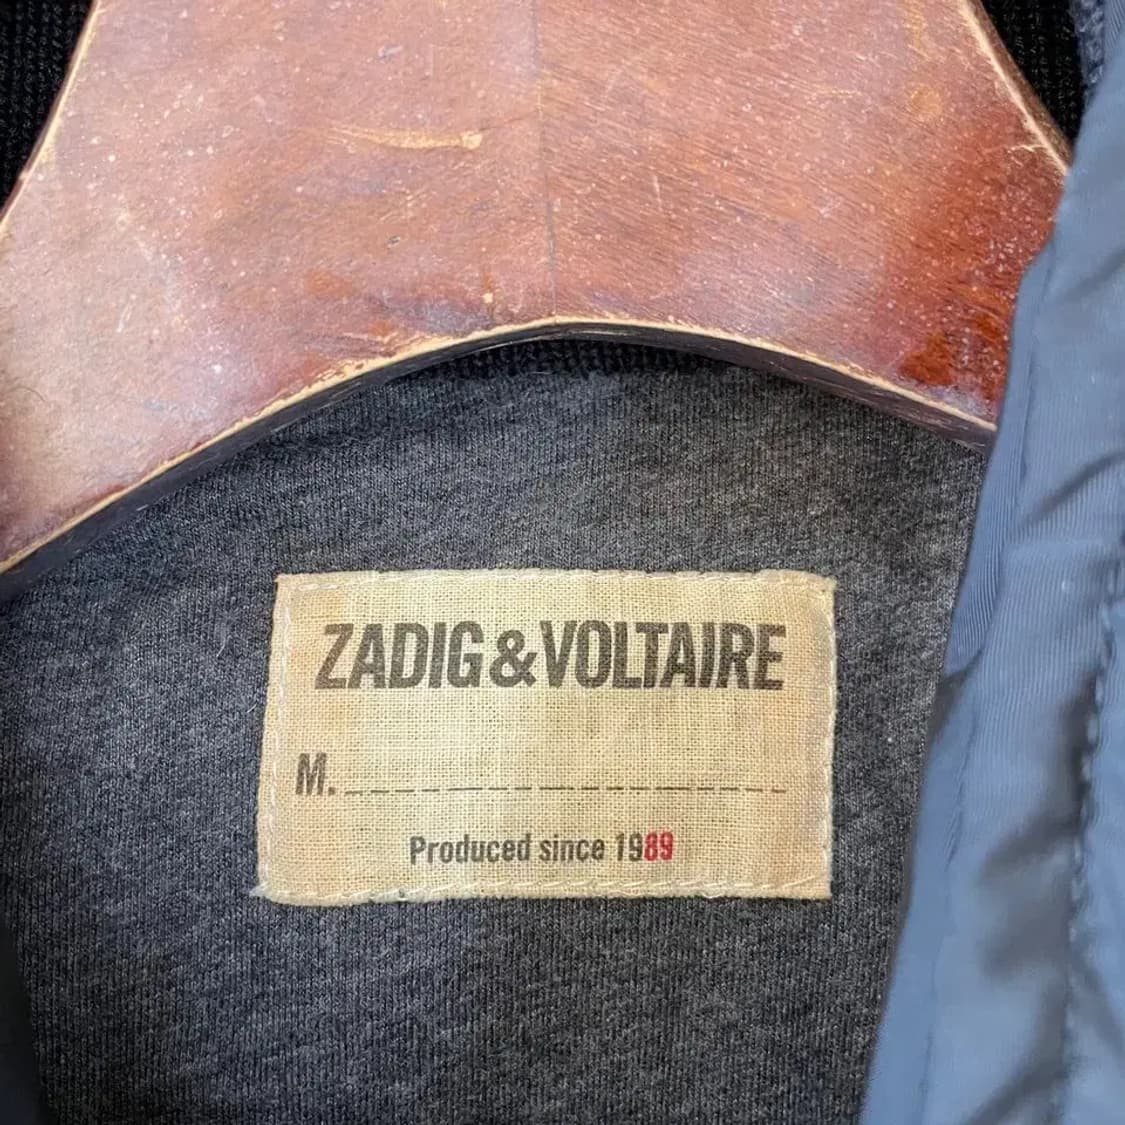 ZADIG&VOLTAIRE
M.
Produced since 1989